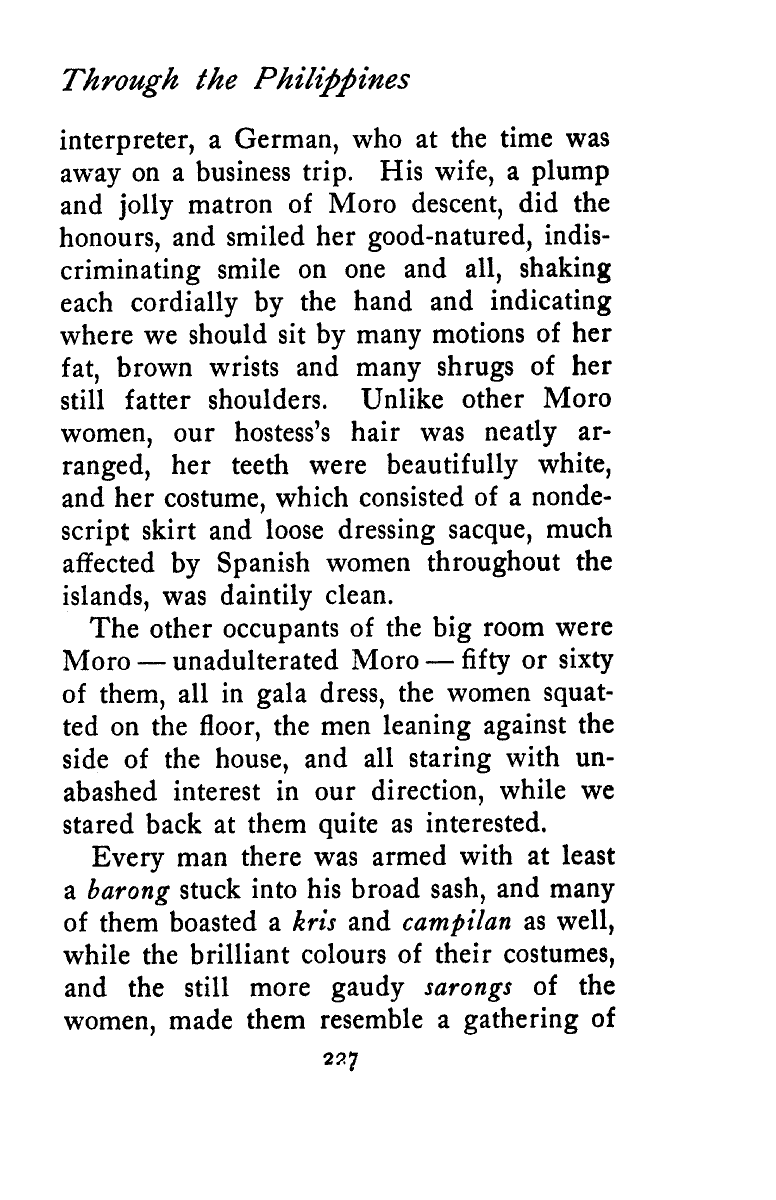 Through the Philippines
interpreter, a German, who at the time was
away on a business trip. His wife, a plump
and jolly matron of Moro descent, did the
honours, and smiled her good-natured, indis-
criminating smile on one and all, shaking
each cordially by the hand and indicating
where we should sit by many motions of her
fat, brown wrists and many shrugs of her
still fatter shoulders. Unlike other Moro
women, our hostess's hair was neatly ar-
ranged, her teeth were beautifully white,
and her costume, which consisted of a nonde-
script skirt and loose dressing sacque, much
affected by Spanish women throughout the
islands, was daintily clean.
The other occupants of the big room were
Moro — unadulterated Moro — fifty or sixty
of them, all in gala dress, the women squat-
ted on the floor, the men leaning against the
side of the house, and all staring with un-
abashed interest in our direction, while we
stared back at them quite as interested.
Every man there was armed with at least
a barong stuck into his broad sash, and many
of them boasted a kris and campilan as well,
while the brilliant colours of their costumes,
and the still more gaudy sarongs of the
women, made them resemble a gathering of
227